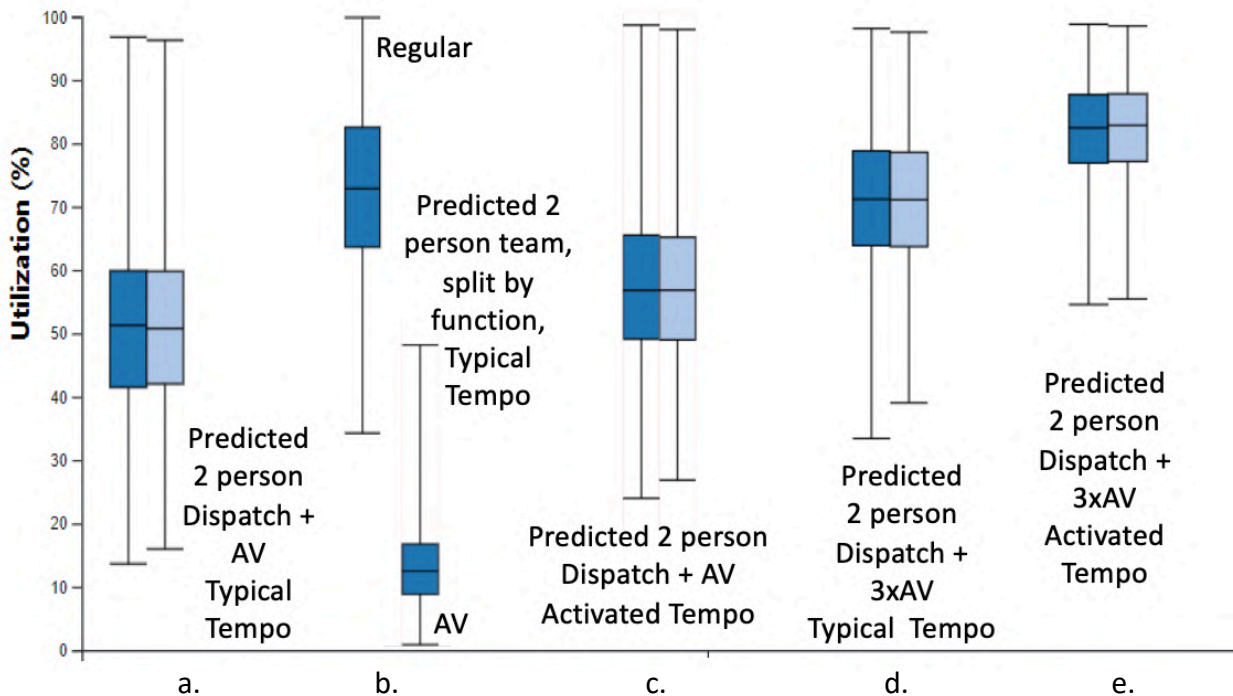 100
90
80
70
60
50
40
30
20
10
0
Utilization (%)
Predicted
2 person
Dispatch +
AV
Typical
Tempo
Regular
Predicted 2
person team,
split by
function,
Typical
Tempo
AV
Predicted 2 person
Dispatch + AV
Activated Tempo
Predicted
2 person
Dispatch +
3xAV
Typical Tempo
Predicted
2 person
Dispatch +
3xAV
Activated
Tempo
a.
b.
c.
d.
e.